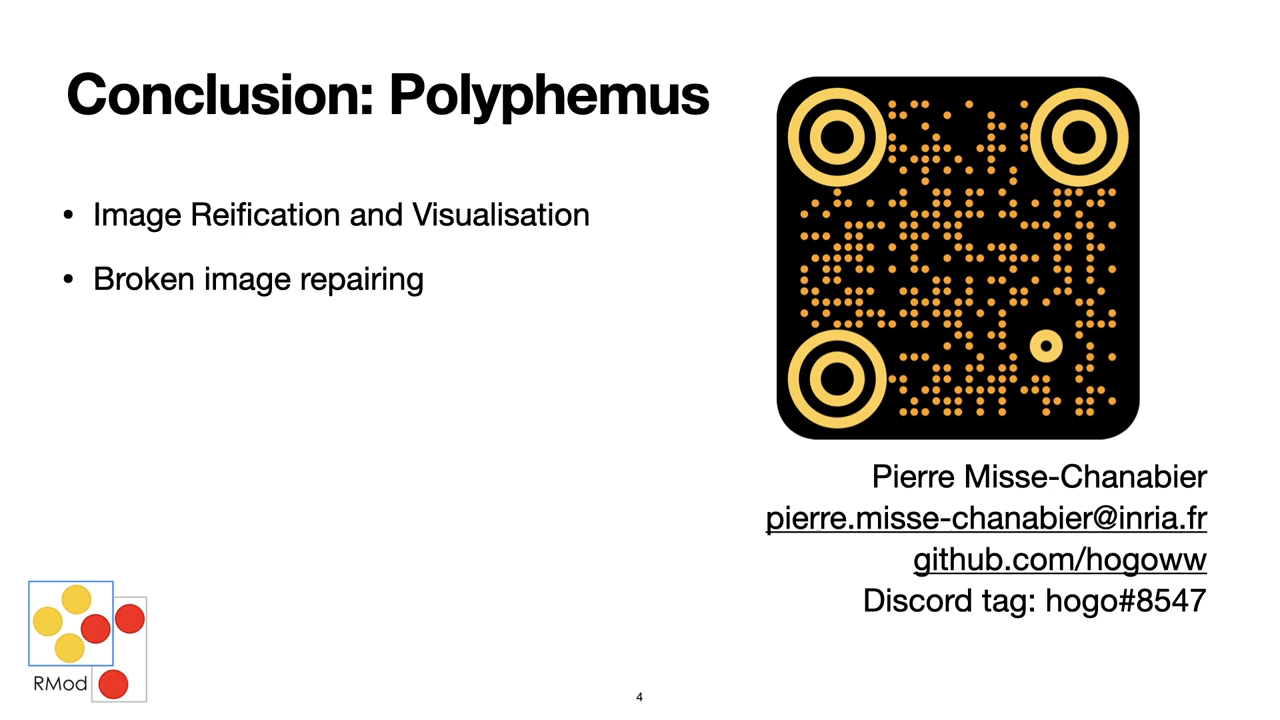 Conclusion: Polyphemus
• Image Reification and Visualisation
• Broken image repairing
Pierre Misse-Chanabier
pierre.misse-chanabier@inria.fr
github.com/hogoww
Discord tag: hogo#8547
RMod
4